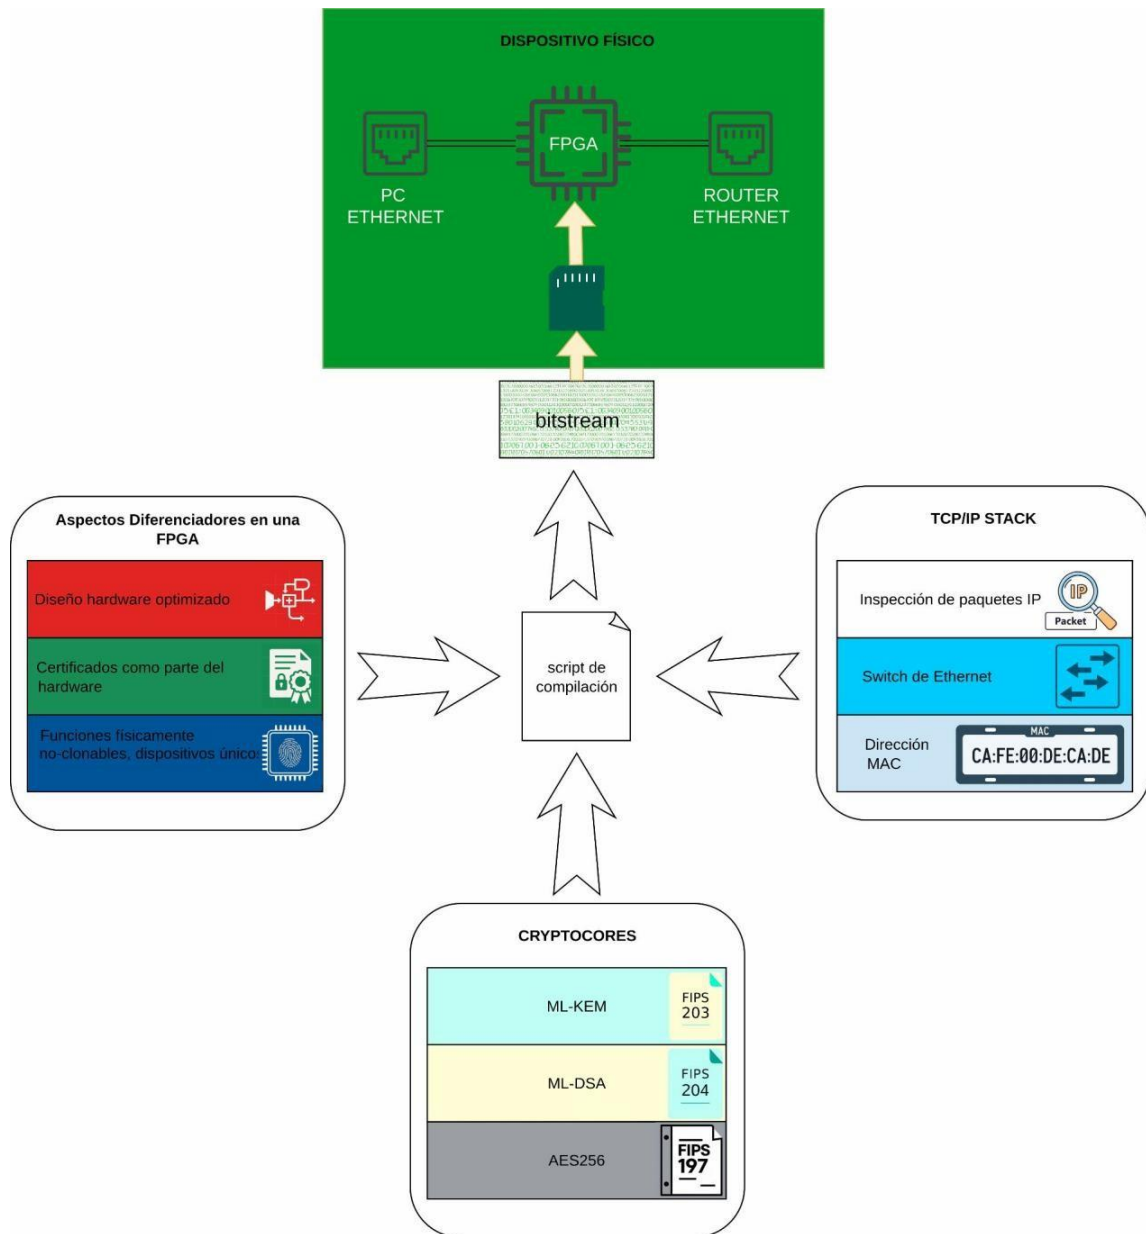 DISPOSITIVO FÍSICO
FPGA
PC
ETHERNET
ROUTER
ETHERNET
bitstream
Aspectos Diferenciadores en una
FPGA
Diseño hardware optimizado
Certificados como parte del
hardware
Funciones físicamente
no-clonables, dispositivos único
script de
compilación
TCP/IP STACK
Inspección de paquetes IP
IP
Packet
Switch de Ethernet
Dirección
MAC
MAC
CA:FE:00:DE:CA:DE
CRYPTOCORES
ML-KEM
FIPS
203
ML-DSA
FIPS
204
AES256
FIPS
197